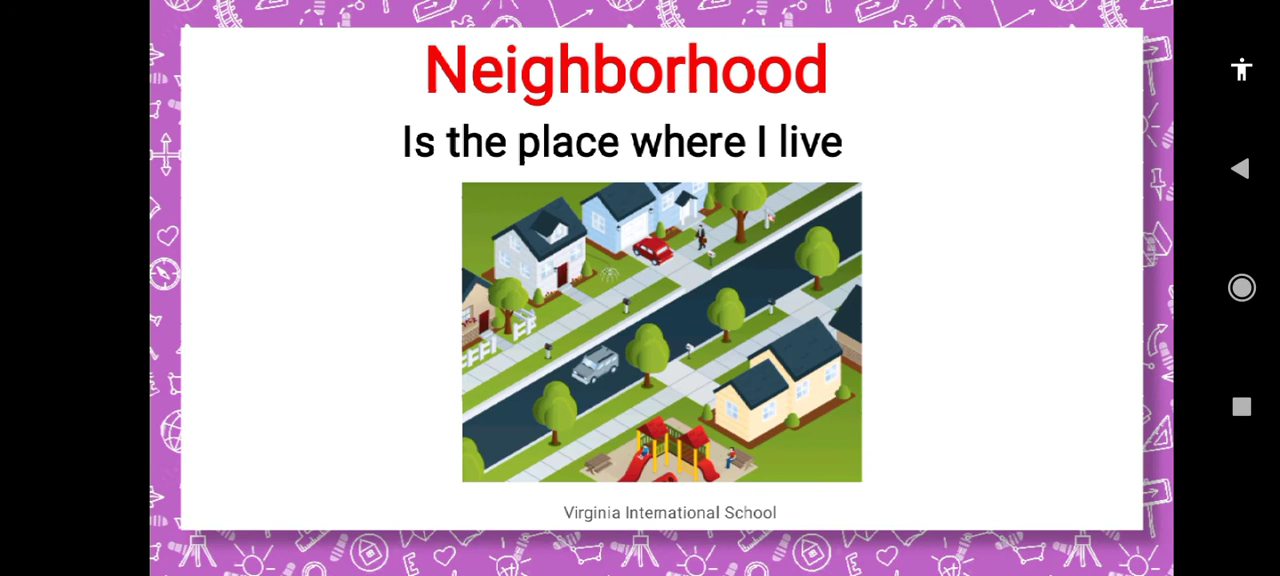 Neighborhood
Is the place where I live
Virginia International School